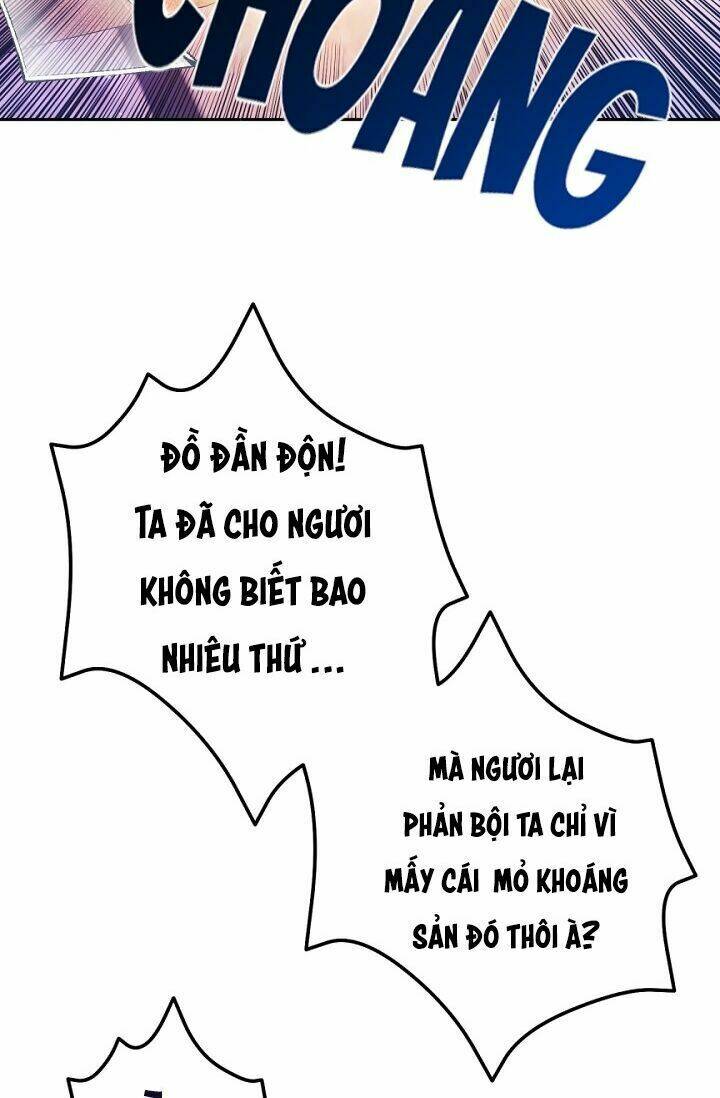 CHOANG
ĐỒ ĐẦN ĐỘN!
TA ĐÃ CHO NGƯƠI
KHÔNG BIẾT BAO
NHIÊU THỨ...
MÀ NGƯƠI LẠI
PHẢN BỘI TA CHỈ VÌ
MẤY CÁI MỎ KHOÁNG
SẢN ĐÓ THÔI À?